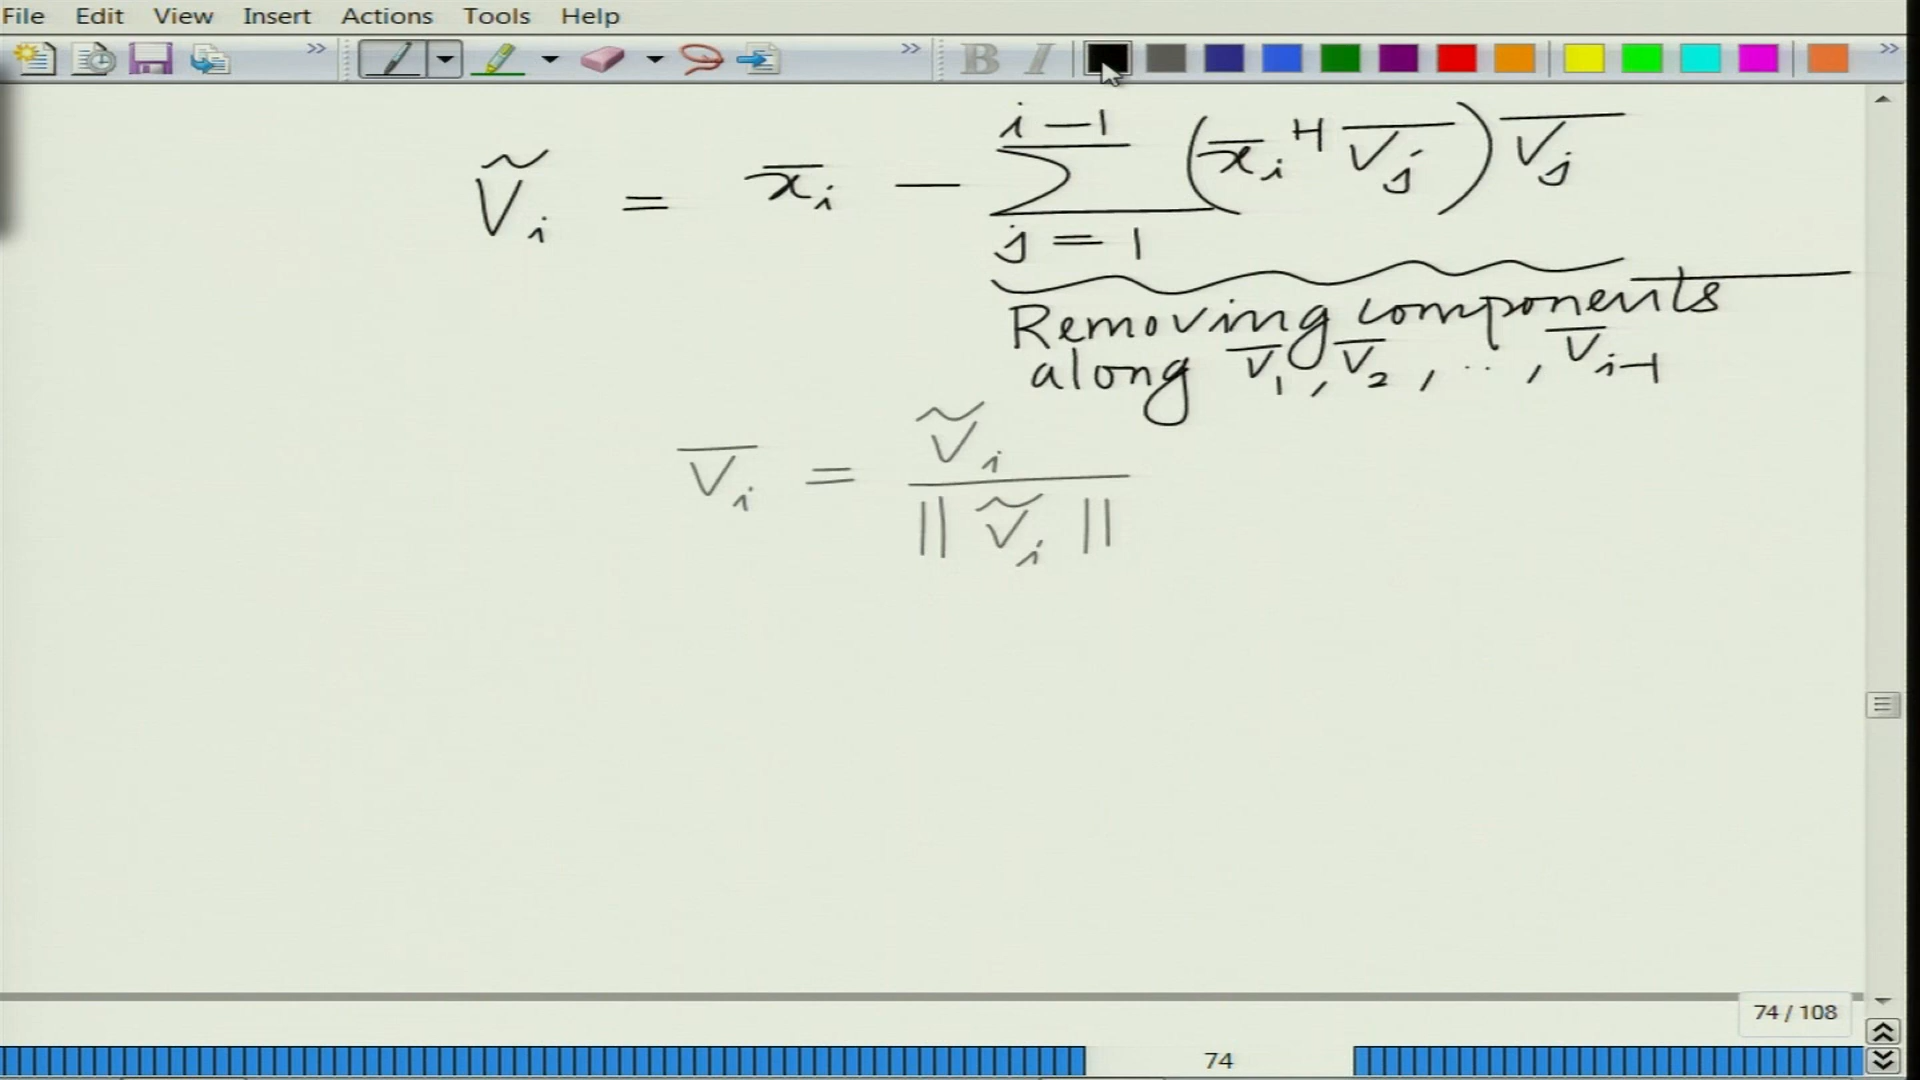 File Edit View Insert Actions Tools Help
B I
Ṽ_i = x̄_i − ∑_{j=1}^{i−1} (x̄_i^H V̄_j) V̄_j
Removing components
along V̄_1, V̄_2, .., V̄_{i-1}
V̄_i = Ṽ_i / || Ṽ_i ||
74 / 108
74